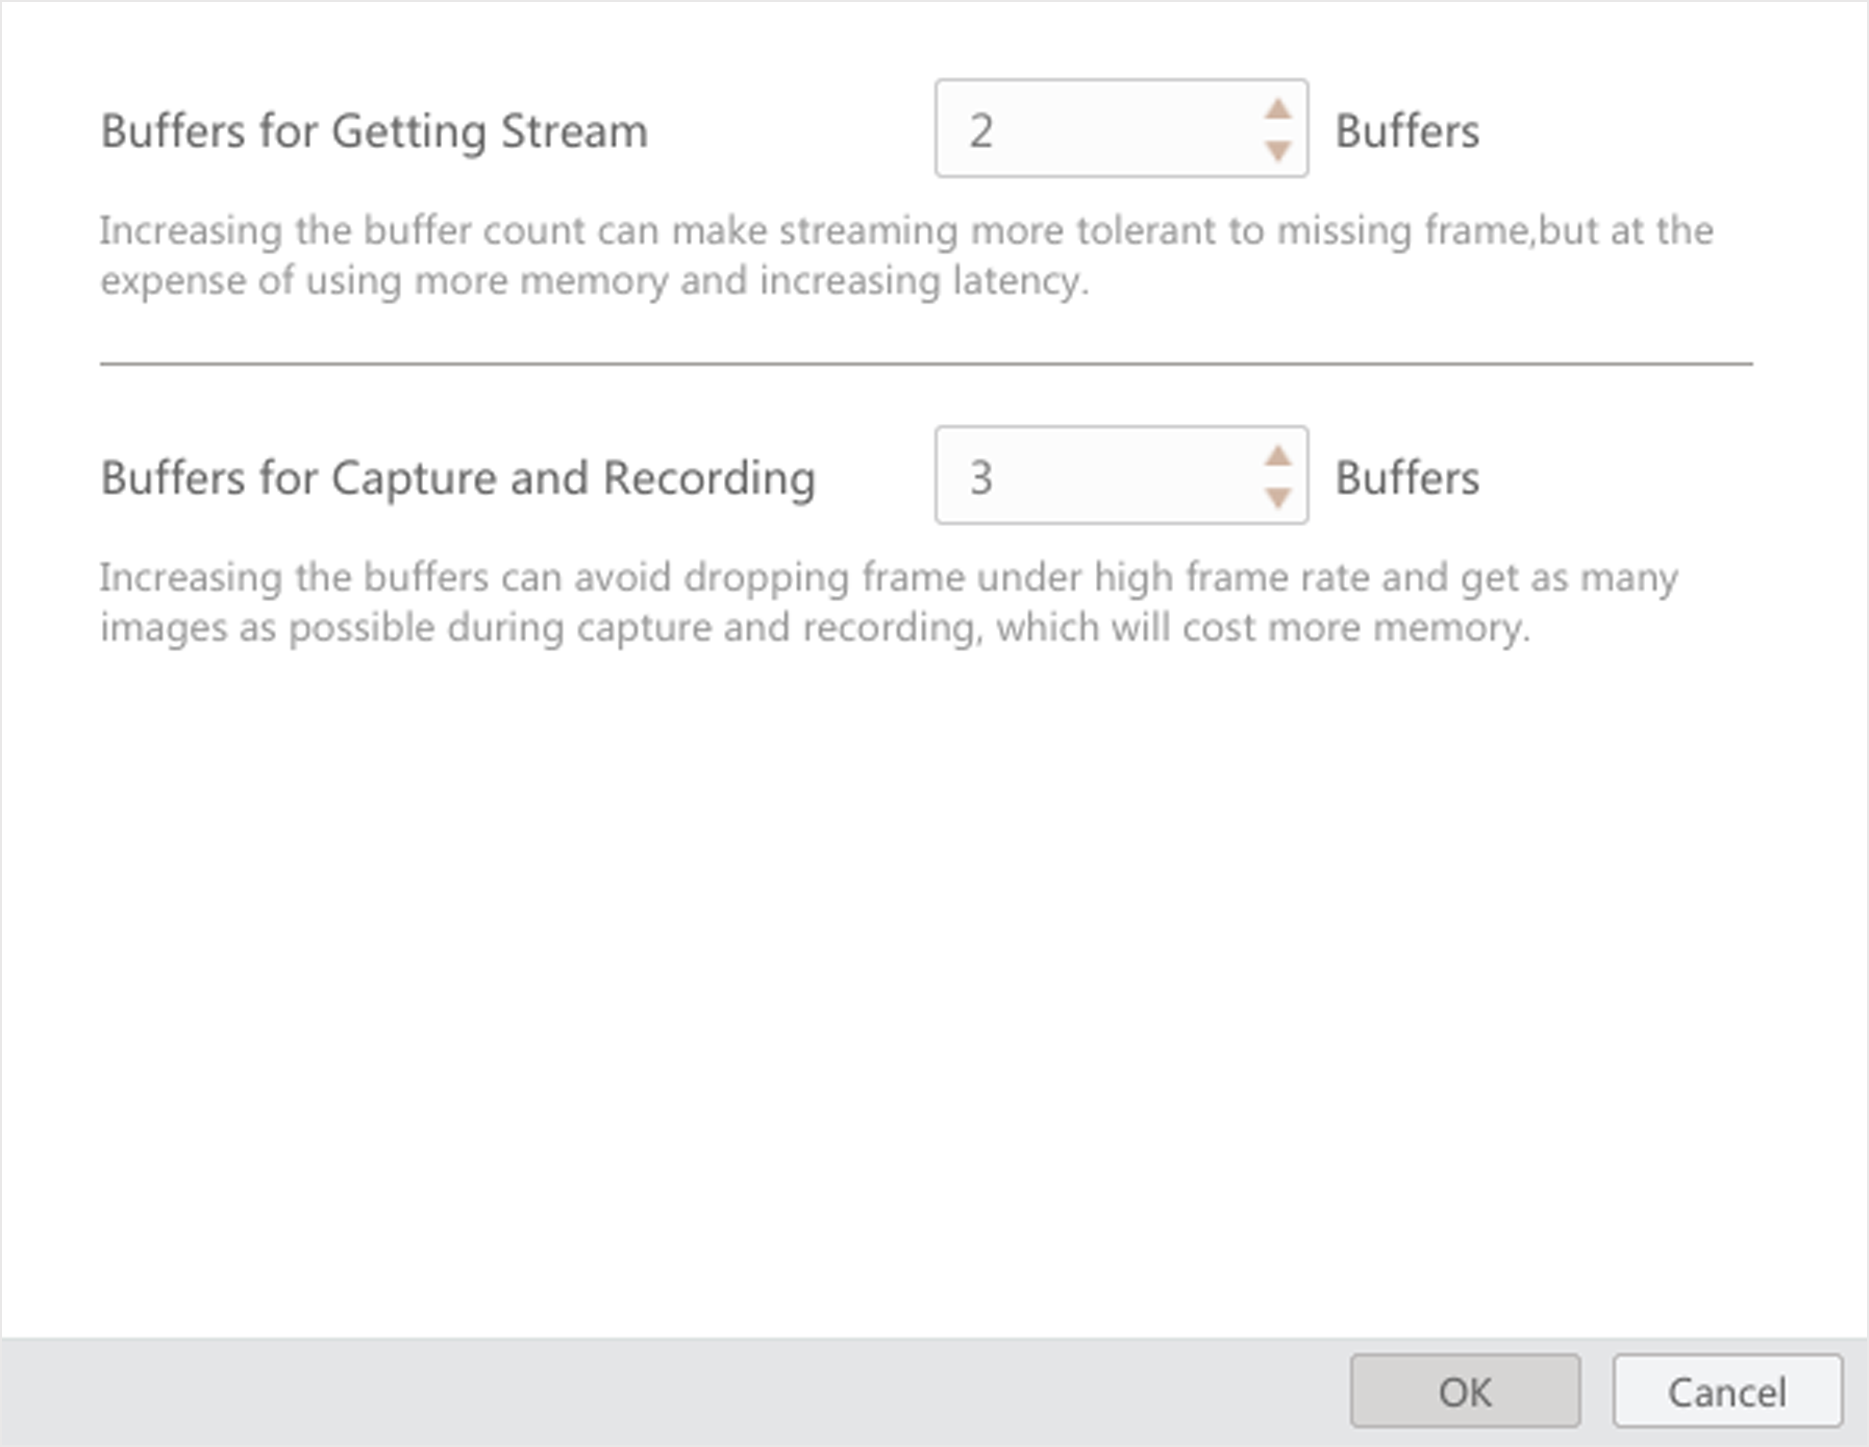 Buffers for Getting Stream 2 Buffers
Increasing the buffer count can make streaming more tolerant to missing frame,but at the
expense of using more memory and increasing latency.
Buffers for Capture and Recording 3 Buffers
Increasing the buffers can avoid dropping frame under high frame rate and get as many
images as possible during capture and recording, which will cost more memory.
OK Cancel